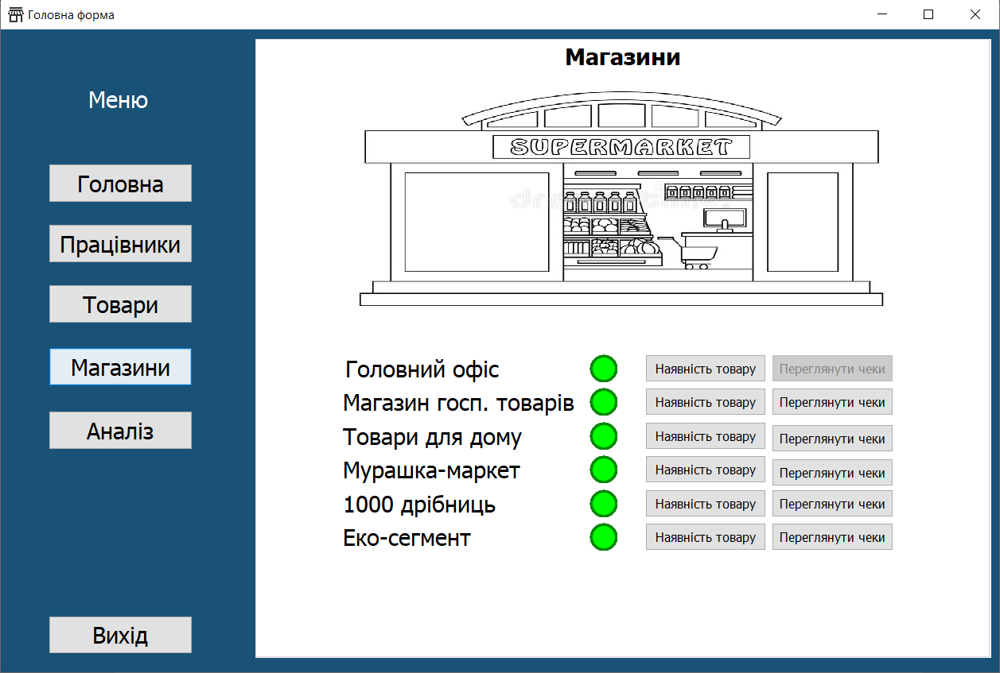 Головна форма
Меню
Головна
Працівники
Товари
Магазини
Аналіз
Вихід
Магазини
SUPERMARKET
Головний офіс Наявність товару Переглянути чеки
Магазин госп. товарів Наявність товару Переглянути чеки
Товари для дому Наявність товару Переглянути чеки
Мурашка-маркет Наявність товару Переглянути чеки
1000 дрібниць Наявність товару Переглянути чеки
Еко-сегмент Наявність товару Переглянути чеки